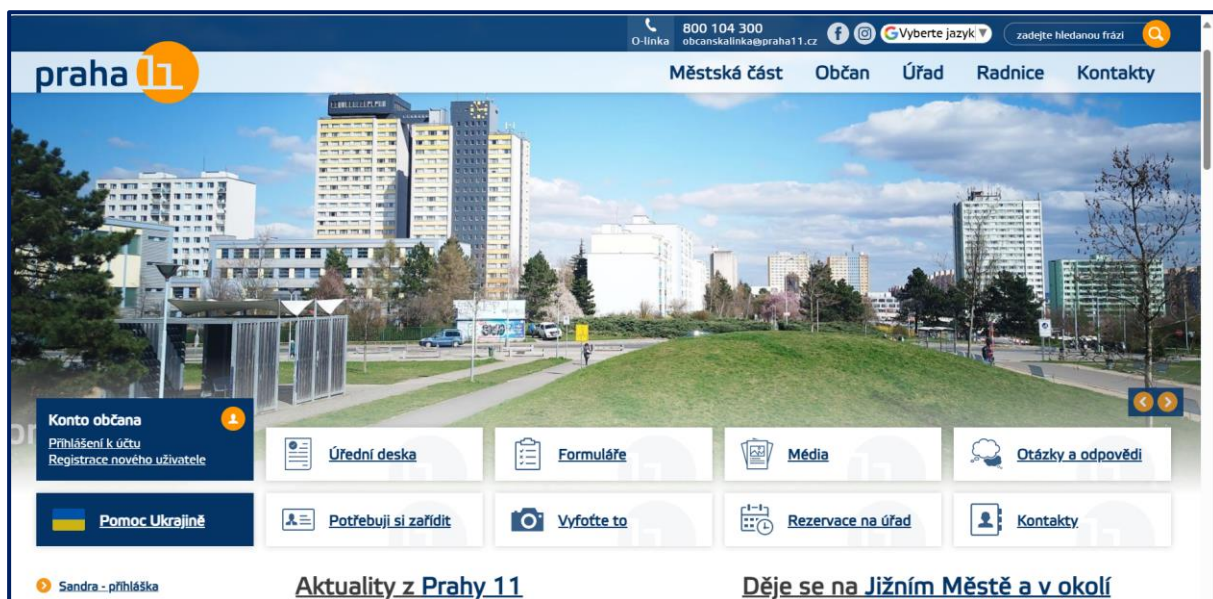 800 104 300
O-linka obcanskalinka@praha11.cz
Vyberte jazyk
zadejte hledanou frázi
praha 11
Městská část Občan Úřad Radnice Kontakty
Konto občana
Přihlášení k účtu
Registrace nového uživatele
Úřední deska
Formuláře
Média
Otázky a odpovědi
Pomoc Ukrajině
Potřebuji si zařídit
Vyfoťte to
Rezervace na úřad
Kontakty
Sandra - přihláška
Aktuality z Prahy 11
Děje se na Jižním Městě a v okolí